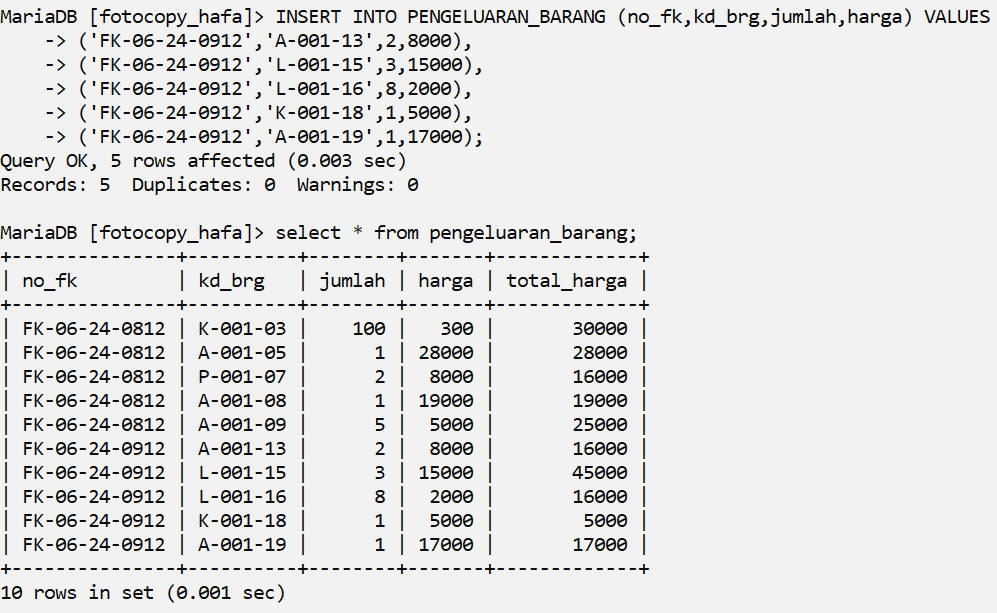 MariaDB [fotocopy_hafa]> INSERT INTO PENGELUARAN_BARANG (no_fk,kd_brg,jumlah,harga) VALUES
    -> ('FK-06-24-0912','A-001-13',2,8000),
    -> ('FK-06-24-0912','L-001-15',3,15000),
    -> ('FK-06-24-0912','L-001-16',8,2000),
    -> ('FK-06-24-0912','K-001-18',1,5000),
    -> ('FK-06-24-0912','A-001-19',1,17000);
Query OK, 5 rows affected (0.003 sec)
Records: 5  Duplicates: 0  Warnings: 0

MariaDB [fotocopy_hafa]> select * from pengeluaran_barang;
+---------------+----------+--------+-------+-------------+
| no_fk         | kd_brg   | jumlah | harga | total_harga |
+---------------+----------+--------+-------+-------------+
| FK-06-24-0812 | K-001-03 |    100 |   300 |       30000 |
| FK-06-24-0812 | A-001-05 |      1 | 28000 |       28000 |
| FK-06-24-0812 | P-001-07 |      2 |  8000 |       16000 |
| FK-06-24-0812 | A-001-08 |      1 | 19000 |       19000 |
| FK-06-24-0812 | A-001-09 |      5 |  5000 |       25000 |
| FK-06-24-0912 | A-001-13 |      2 |  8000 |       16000 |
| FK-06-24-0912 | L-001-15 |      3 | 15000 |       45000 |
| FK-06-24-0912 | L-001-16 |      8 |  2000 |       16000 |
| FK-06-24-0912 | K-001-18 |      1 |  5000 |        5000 |
| FK-06-24-0912 | A-001-19 |      1 | 17000 |       17000 |
+---------------+----------+--------+-------+-------------+
10 rows in set (0.001 sec)